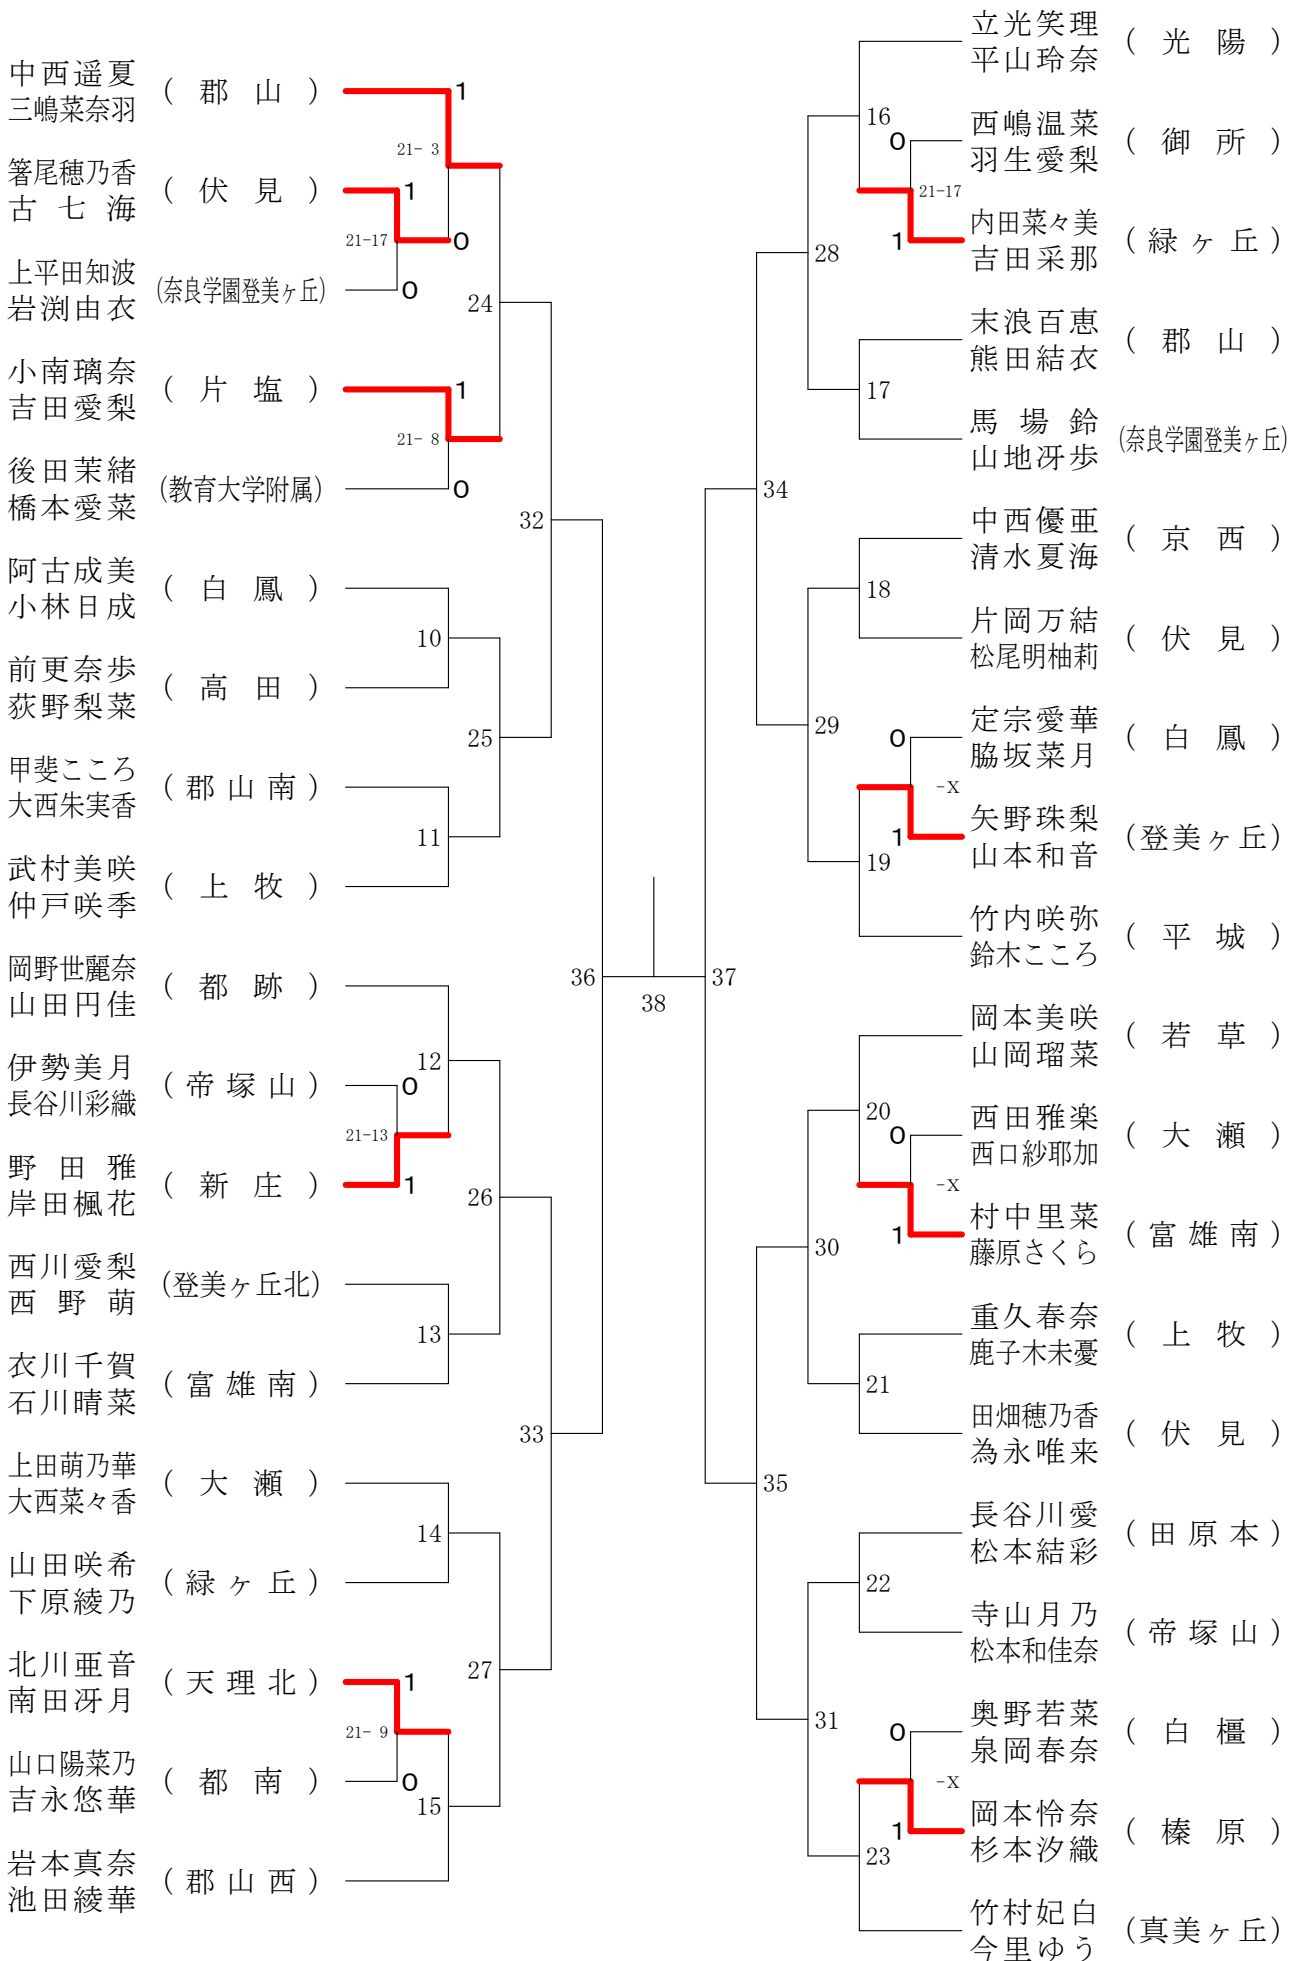 中西遥夏
三嶋菜奈羽
( 郡 山 )
1
21- 3
箸尾穂乃香
古 七 海
( 伏 見 )
1
21-17
0
上平田知波
岩渕由衣
(奈良学園登美ヶ丘)
0
24
小南璃奈
吉田愛梨
( 片 塩 )
1
21- 8
後田茉緒
橋本愛菜
(教育大学附属)
0
32
阿古成美
小林日成
( 白 鳳 )
10
前更奈歩
荻野梨菜
( 高 田 )
25
甲斐こころ
大西朱実香
( 郡 山 南 )
11
武村美咲
仲戸咲季
( 上 牧 )
36
38
37
岡野世麗奈
山田円佳
( 都 跡 )
12
伊勢美月
長谷川彩織
( 帝 塚 山 )
0
21-13
野 田 雅
岸田楓花
( 新 庄 )
1
26
西川愛梨
西 野 萌
(登美ヶ丘北)
13
衣川千賀
石川晴菜
( 富 雄 南 )
33
上田萌乃華
大西菜々香
( 大 瀬 )
14
山田咲希
下原綾乃
( 緑 ヶ 丘 )
27
北川亜音
南田冴月
( 天 理 北 )
1
21- 9
山口陽菜乃
吉永悠華
( 都 南 )
0
15
岩本真奈
池田綾華
( 郡 山 西 )
立光笑理
平山玲奈
( 光 陽 )
16
西嶋温菜
羽生愛梨
( 御 所 )
0
21-17
内田菜々美
吉田采那
( 緑 ヶ 丘 )
1
28
末浪百恵
熊田結衣
( 郡 山 )
17
馬 場 鈴
山地冴歩
(奈良学園登美ヶ丘)
34
中西優亜
清水夏海
( 京 西 )
18
片岡万結
松尾明柚莉
( 伏 見 )
29
定宗愛華
脇坂菜月
( 白 鳳 )
0
-X
矢野珠梨
山本和音
(登美ヶ丘)
1
19
竹内咲弥
鈴木こころ
( 平 城 )
岡本美咲
山岡瑠菜
( 若 草 )
20
西田雅楽
西口紗耶加
( 大 瀬 )
0
-X
村中里菜
藤原さくら
( 富 雄 南 )
1
30
重久春奈
鹿子木未憂
( 上 牧 )
21
田畑穂乃香
為永唯来
( 伏 見 )
35
長谷川愛
松本結彩
( 田 原 本 )
22
寺山月乃
松本和佳奈
( 帝 塚 山 )
31
奥野若菜
泉岡春奈
( 白 橿 )
0
-X
岡本怜奈
杉本汐織
( 榛 原 )
1
23
竹村妃白
今里ゆう
(真美ヶ丘)